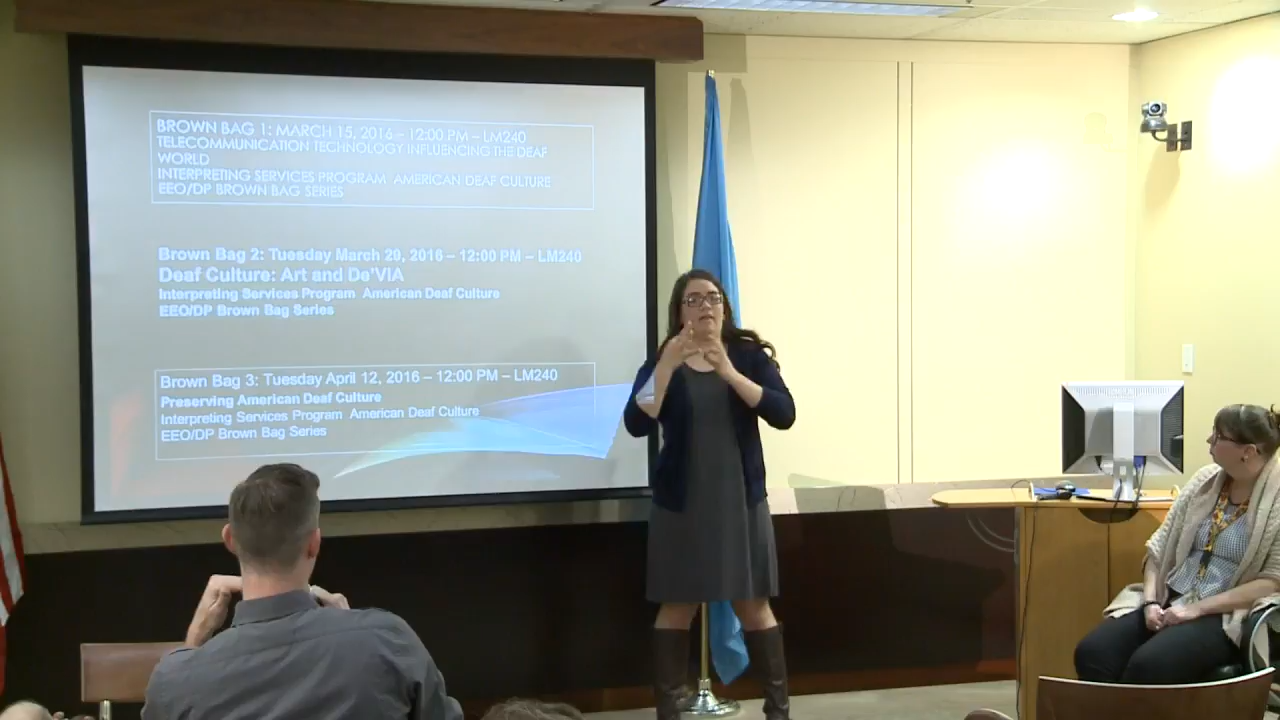 BROWN BAG 1: MARCH 15, 2016 – 12:00 PM – LM240
TELECOMMUNICATION TECHNOLOGY INFLUENCING THE DEAF
WORLD
INTERPRETING SERVICES PROGRAM AMERICAN DEAF CULTURE
EEO/DP BROWN BAG SERIES
Brown Bag 2: Tuesday March 29, 2016 – 12:00 PM – LM240
Deaf Culture: Art and De'VIA
Interpreting Services Program American Deaf Culture
EEO/DP Brown Bag Series
Brown Bag 3: Tuesday April 12, 2016 – 12:00 PM – LM240
Preserving American Deaf Culture
Interpreting Services Program American Deaf Culture
EEO/DP Brown Bag Series